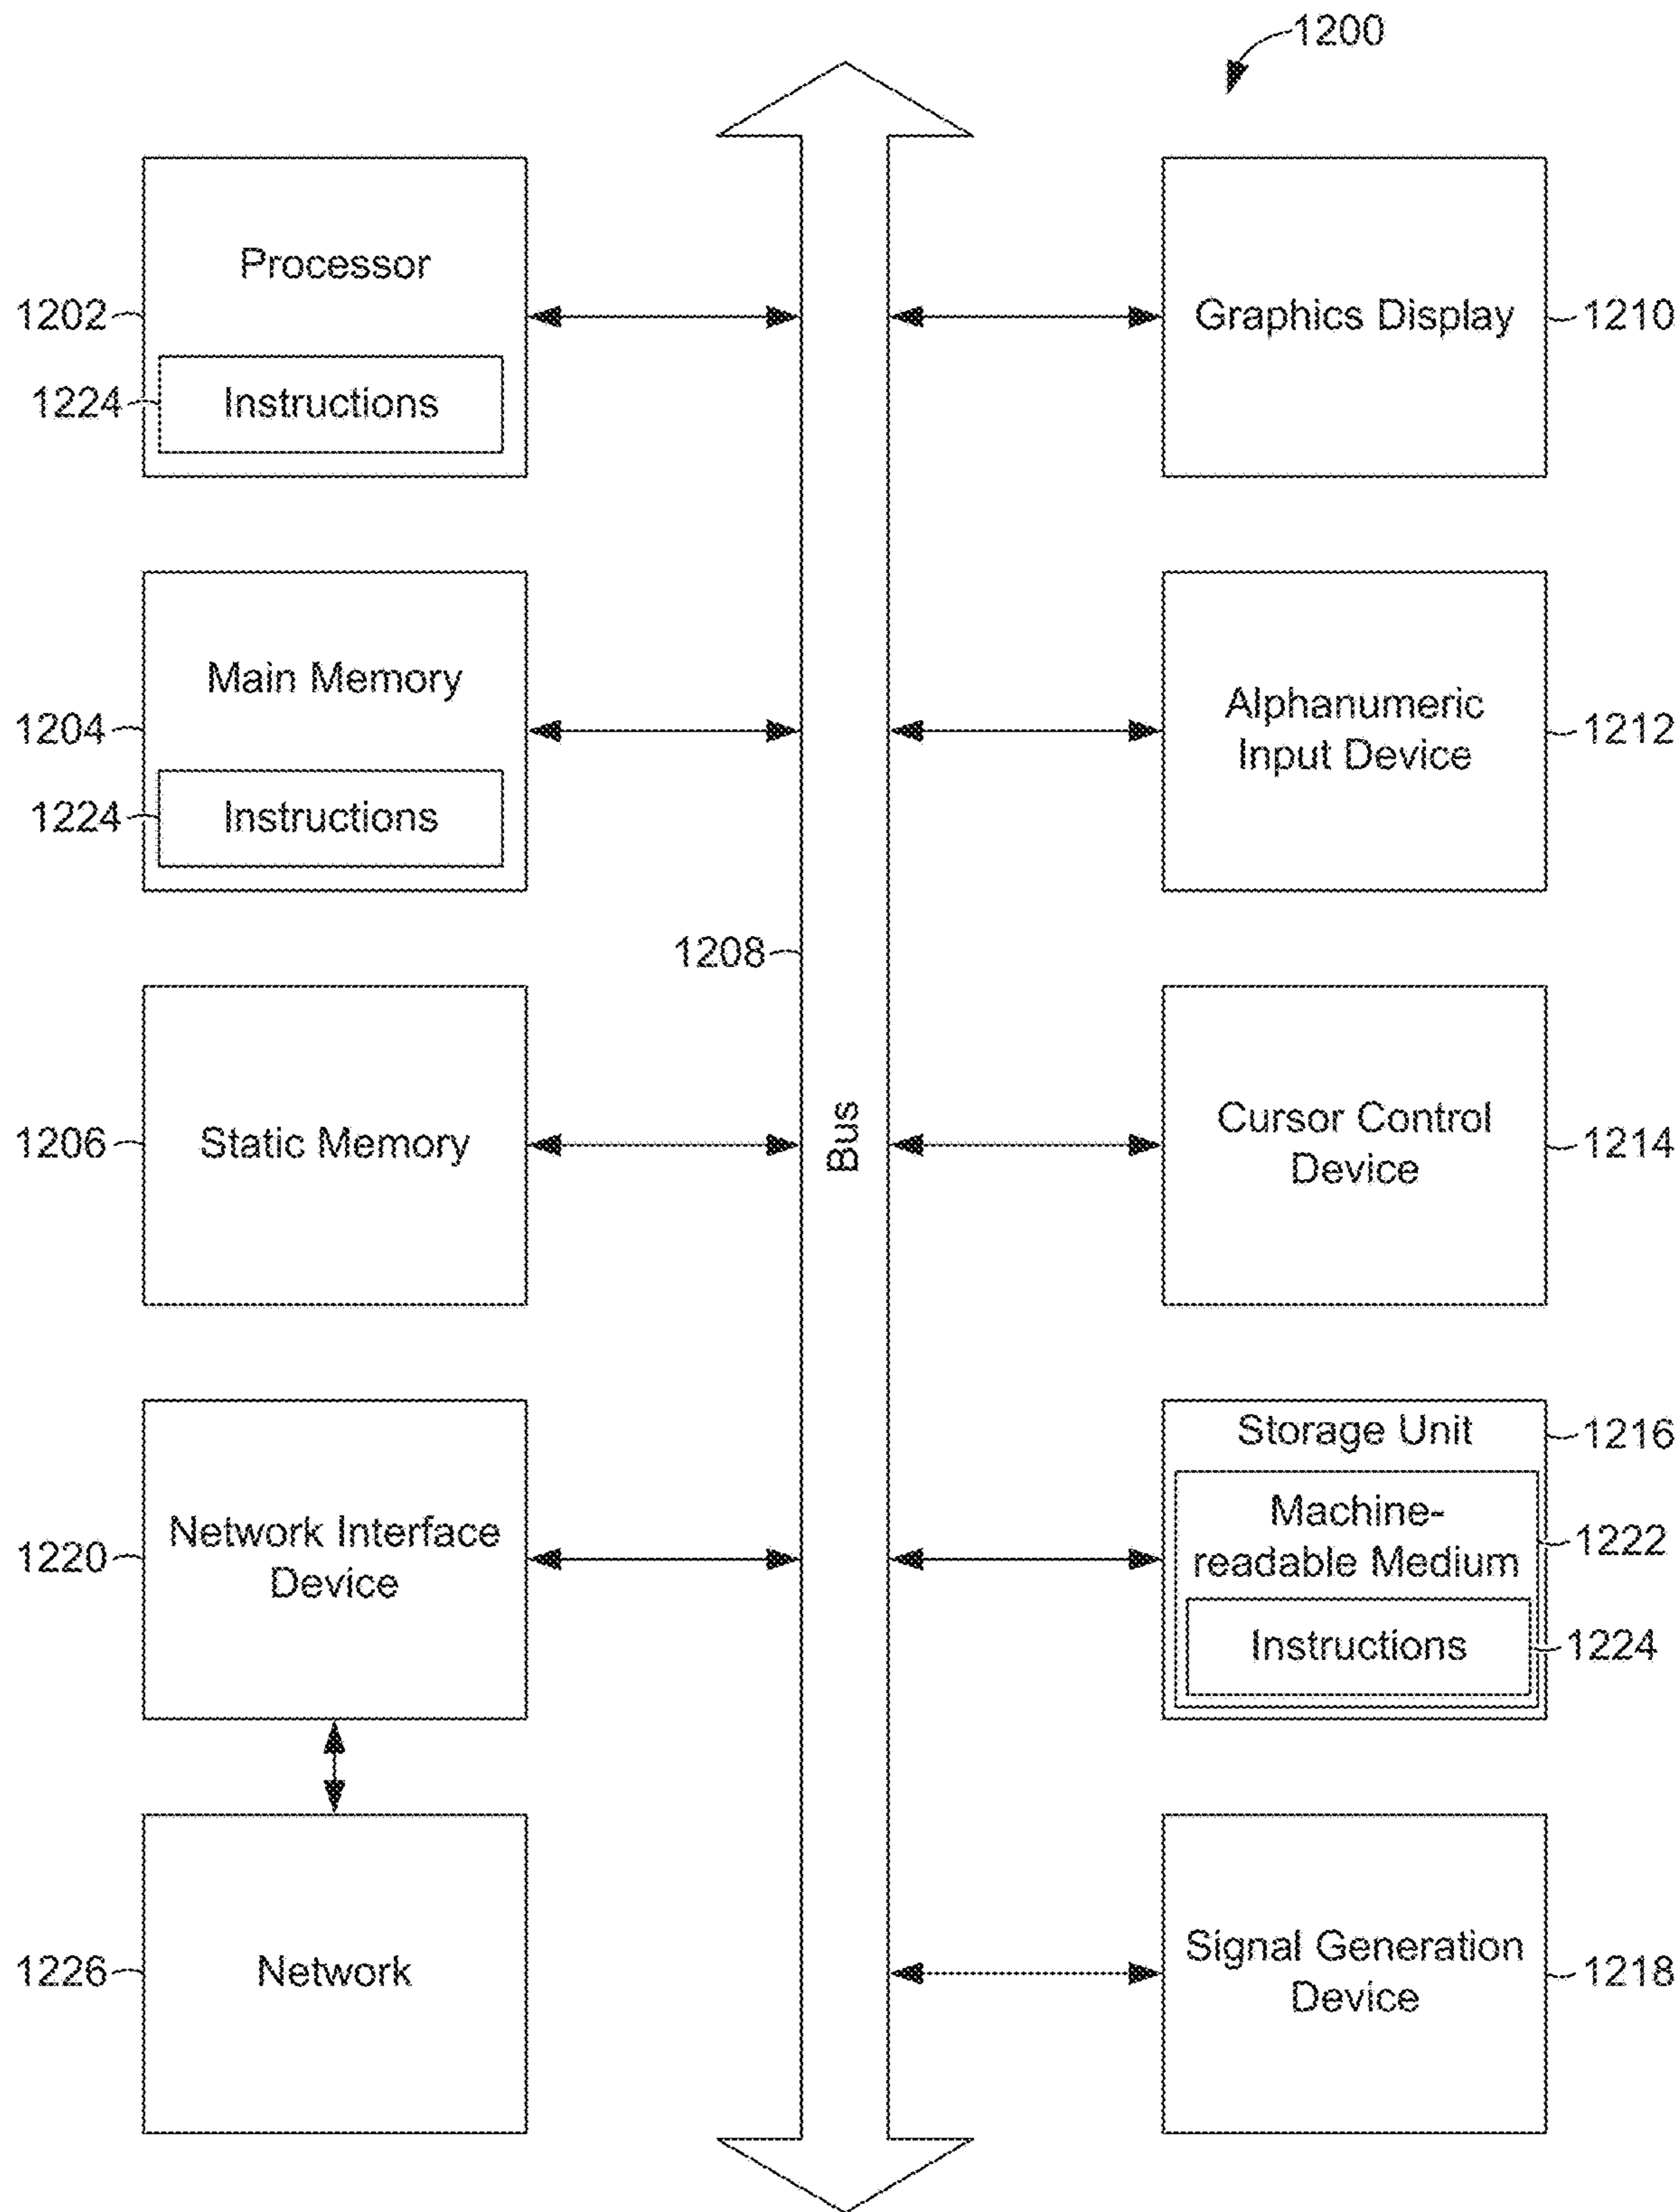 1200
Processor
1202
1224
Instructions
Main Memory
1204
1224
Instructions
1206
Static Memory
1220
Network Interface
Device
1226
Network
1208
Bus
Graphics Display
1210
Alphanumeric
Input Device
1212
Cursor Control
Device
1214
Storage Unit
1216
Machine-
readable Medium
1222
Instructions
1224
Signal Generation
Device
1218